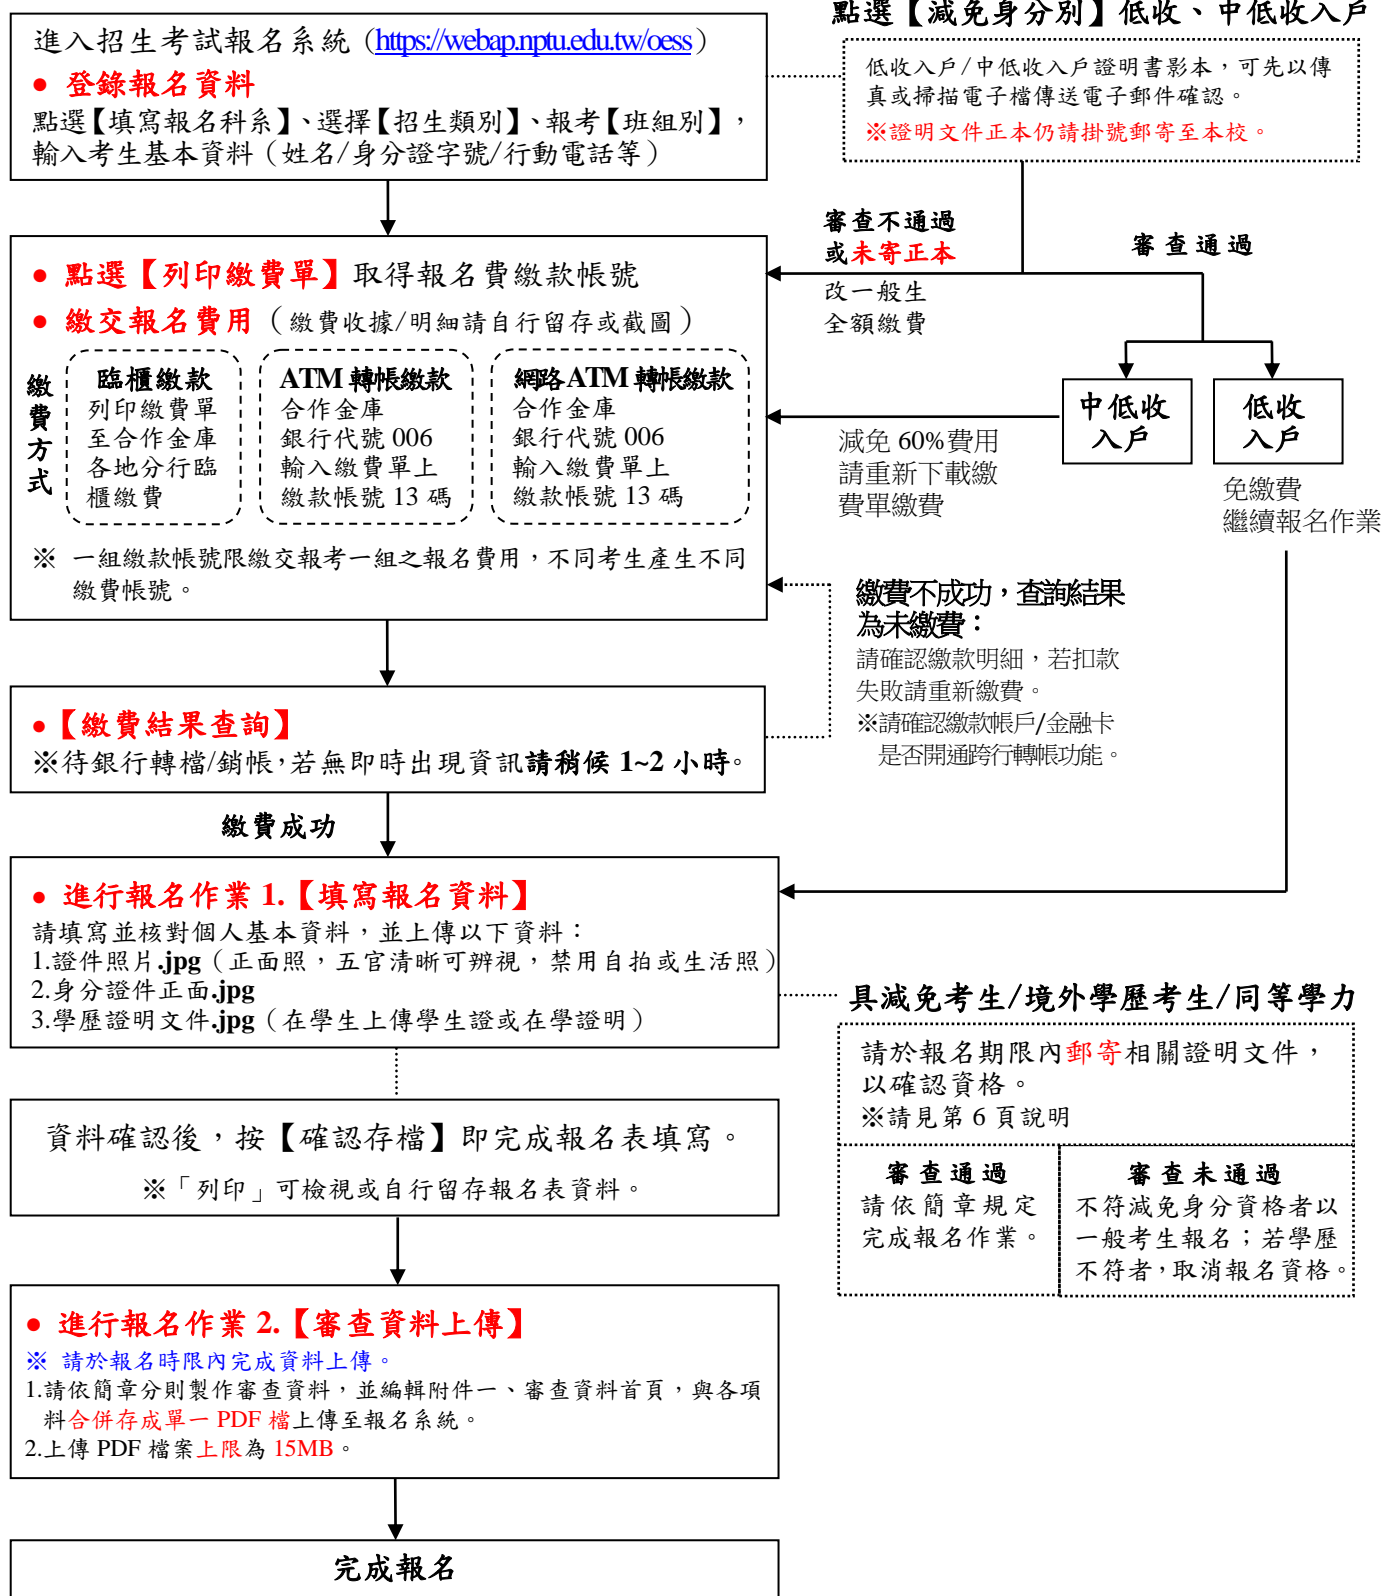 進入招生考試報名系統 (https://webap.nptu.edu.tw/oess)
● 登錄報名資料
點選【填寫報名科系】、選擇【招生類別】、報考【班組別】，
輸入考生基本資料（姓名/身分證字號/行動電話等）
點選【減免身分別】低收、中低收入戶
低收入戶/中低收入戶證明書影本，可先以傳
真或掃描電子檔傳送電子郵件確認。
※證明文件正本仍請掛號郵寄至本校。
審查不通過
或未寄正本
改一般生
全額繳費
審查通過
● 點選【列印繳費單】取得報名費繳款帳號
● 繳交報名費用（繳費收據/明細請自行留存或截圖）
繳費方式
臨櫃繳款
列印繳費單
至合作金庫
各地分行臨
櫃繳費
ATM 轉帳繳款
合作金庫
銀行代號 006
輸入繳費單上
繳款帳號 13 碼
網路 ATM 轉帳繳款
合作金庫
銀行代號 006
輸入繳費單上
繳款帳號 13 碼
※ 一組繳款帳號限繳交報考一組之報名費用，不同考生產生不同
繳費帳號。
中低收
入戶
低收
入戶
減免 60%費用
請重新下載繳
費單繳費
免繳費
繼續報名作業
繳費不成功，查詢結果
為未繳費：
請確認繳款明細，若扣款
失敗請重新繳費。
※請確認繳款帳戶/金融卡
是否開通跨行轉帳功能。
●【繳費結果查詢】
※待銀行轉檔/銷帳，若無即時出現資訊請稍候 1~2 小時。
繳費成功
● 進行報名作業 1.【填寫報名資料】
請填寫並核對個人基本資料，並上傳以下資料：
1.證件照片.jpg（正面照，五官清晰可辨視，禁用自拍或生活照）
2.身分證件正面.jpg
3.學歷證明文件.jpg（在學生上傳學生證或在學證明）
具減免考生/境外學歷考生/同等學力
請於報名期限內郵寄相關證明文件，
以確認資格。
※請見第 6 頁說明
審查通過
請依簡章規定
完成報名作業。
審查未通過
不符減免身分資格者以
一般考生報名；若學歷
不符者，取消報名資格。
資料確認後，按【確認存檔】即完成報名表填寫。
※「列印」可檢視或自行留存報名表資料。
● 進行報名作業 2.【審查資料上傳】
※ 請於報名時限內完成資料上傳。
1.請依簡章分則製作審查資料，並編輯附件一、審查資料首頁，與各項
料合併存成單一 PDF 檔上傳至報名系統。
2.上傳 PDF 檔案上限為 15MB。
完成報名